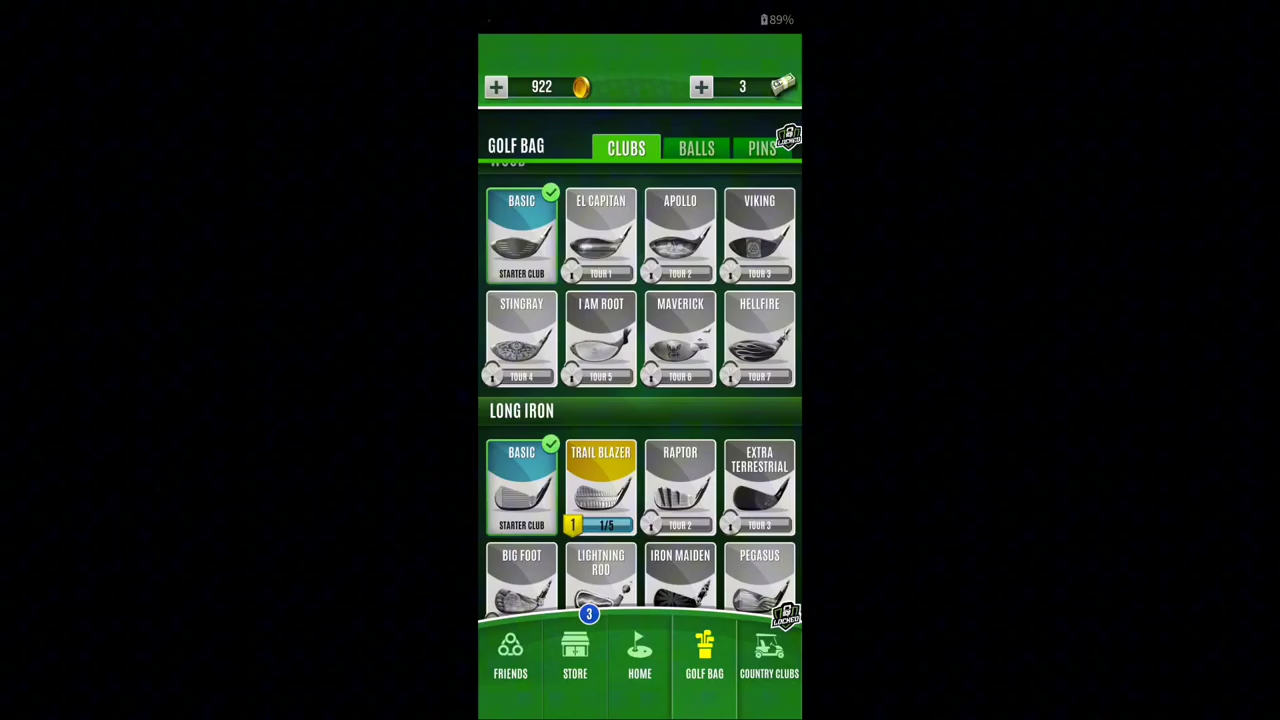 89%
922
3
GOLF BAG
CLUBS
BALLS
PINS
LOCKED
WOOD
BASIC
EL CAPITAN
APOLLO
VIKING
STARTER CLUB
TOUR 1
TOUR 2
TOUR 3
STINGRAY
I AM ROOT
MAVERICK
HELLFIRE
TOUR 4
TOUR 5
TOUR 6
TOUR 7
LONG IRON
BASIC
TRAIL BLAZER
RAPTOR
EXTRA
TERRESTRIAL
STARTER CLUB
1
1/5
TOUR 2
TOUR 3
BIG FOOT
LIGHTNING
ROD
IRON MAIDEN
PEGASUS
3
LOCKED
FRIENDS
STORE
HOME
GOLF BAG
COUNTRY CLUBS